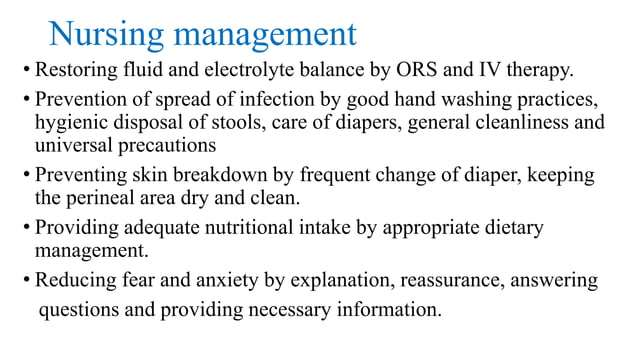 Nursing management
• Restoring fluid and electrolyte balance by ORS and IV therapy.
• Prevention of spread of infection by good hand washing practices,
hygienic disposal of stools, care of diapers, general cleanliness and
universal precautions
• Preventing skin breakdown by frequent change of diaper, keeping
the perineal area dry and clean.
• Providing adequate nutritional intake by appropriate dietary
management.
• Reducing fear and anxiety by explanation, reassurance, answering
questions and providing necessary information.